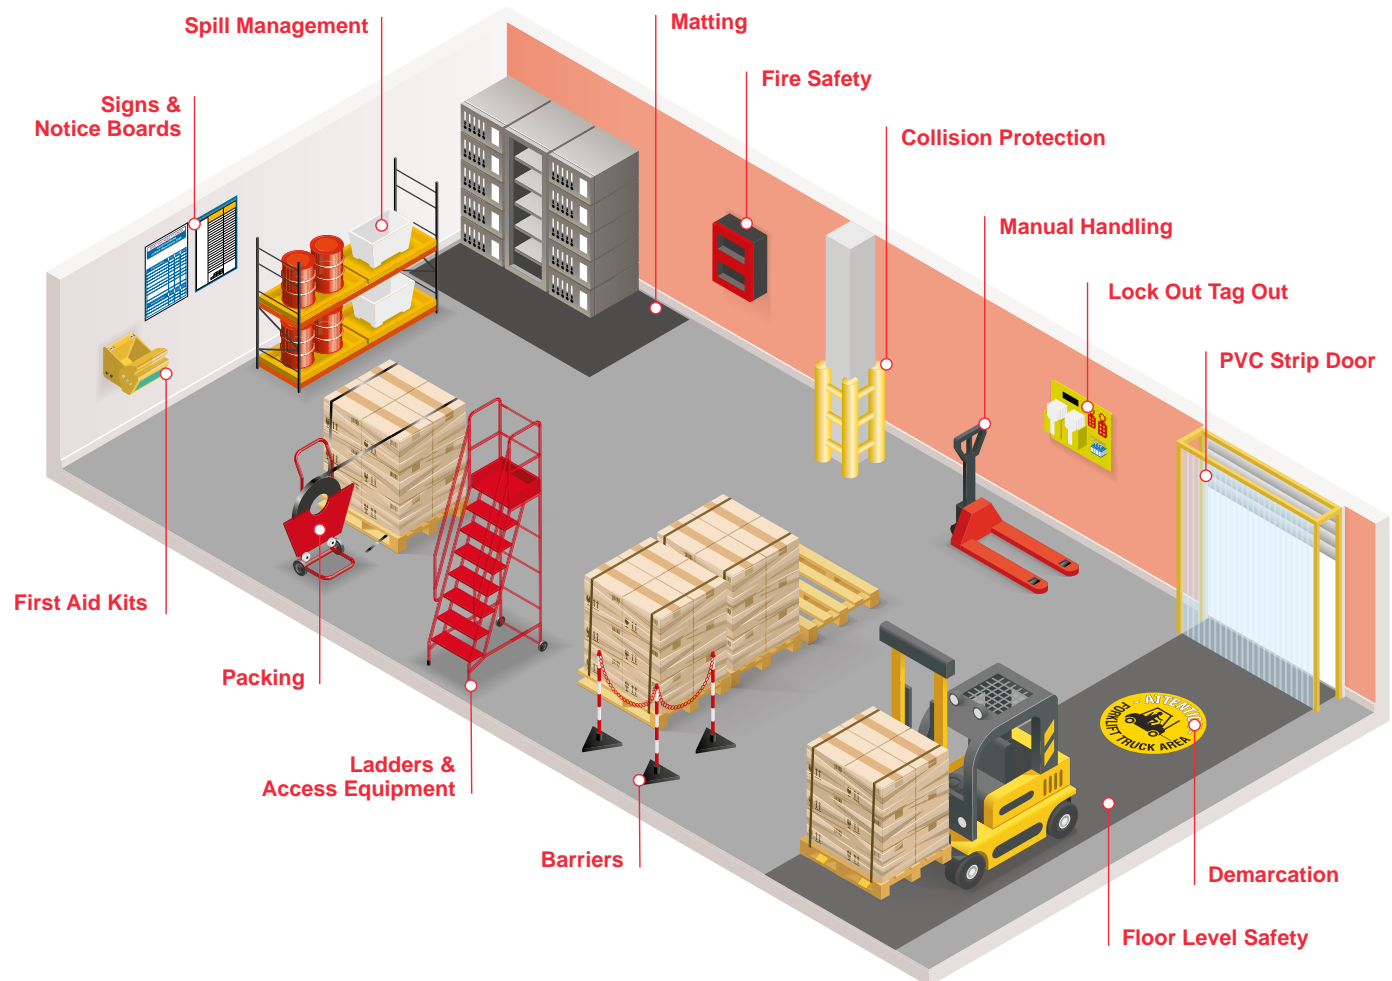 Spill Management
Matting
Fire Safety
Signs &
Notice Boards
Collision Protection
Manual Handling
Lock Out Tag Out
PVC Strip Door
First Aid Kits
Packing
Ladders &
Access Equipment
- ATTENTI
FORKLIFT TRUCK AREA
Barriers
Demarcation
Floor Level Safety